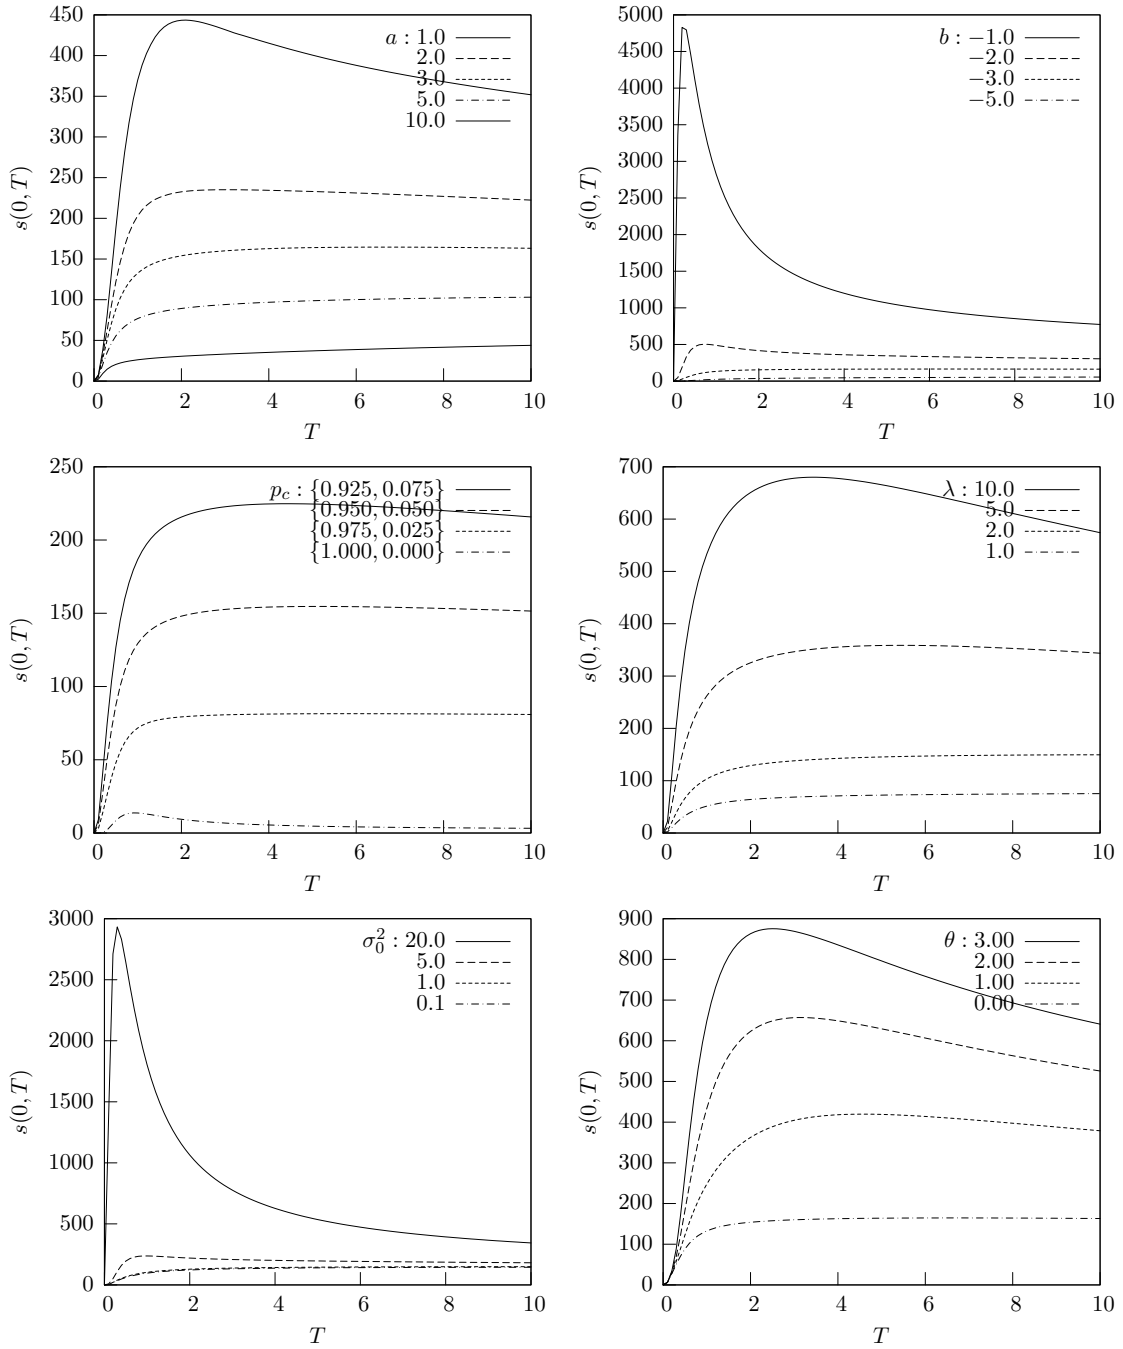 450
400
350
300
250
200
150
100
50
0
0 2 4 6 8 10
s(0, T)
T
a : 1.0
2.0
3.0
5.0
10.0
5000
4500
4000
3500
3000
2500
2000
1500
1000
500
0
0 2 4 6 8 10
s(0, T)
T
b : −1.0
−2.0
−3.0
−5.0
250
200
150
100
50
0
0 2 4 6 8 10
s(0, T)
T
p_c : {0.925, 0.075}
{0.950, 0.050}
{0.975, 0.025}
{1.000, 0.000}
700
600
500
400
300
200
100
0
0 2 4 6 8 10
s(0, T)
T
λ : 10.0
5.0
2.0
1.0
3000
2500
2000
1500
1000
500
0
0 2 4 6 8 10
s(0, T)
T
σ_0^2 : 20.0
5.0
1.0
0.1
900
800
700
600
500
400
300
200
100
0
0 2 4 6 8 10
s(0, T)
T
θ : 3.00
2.00
1.00
0.00